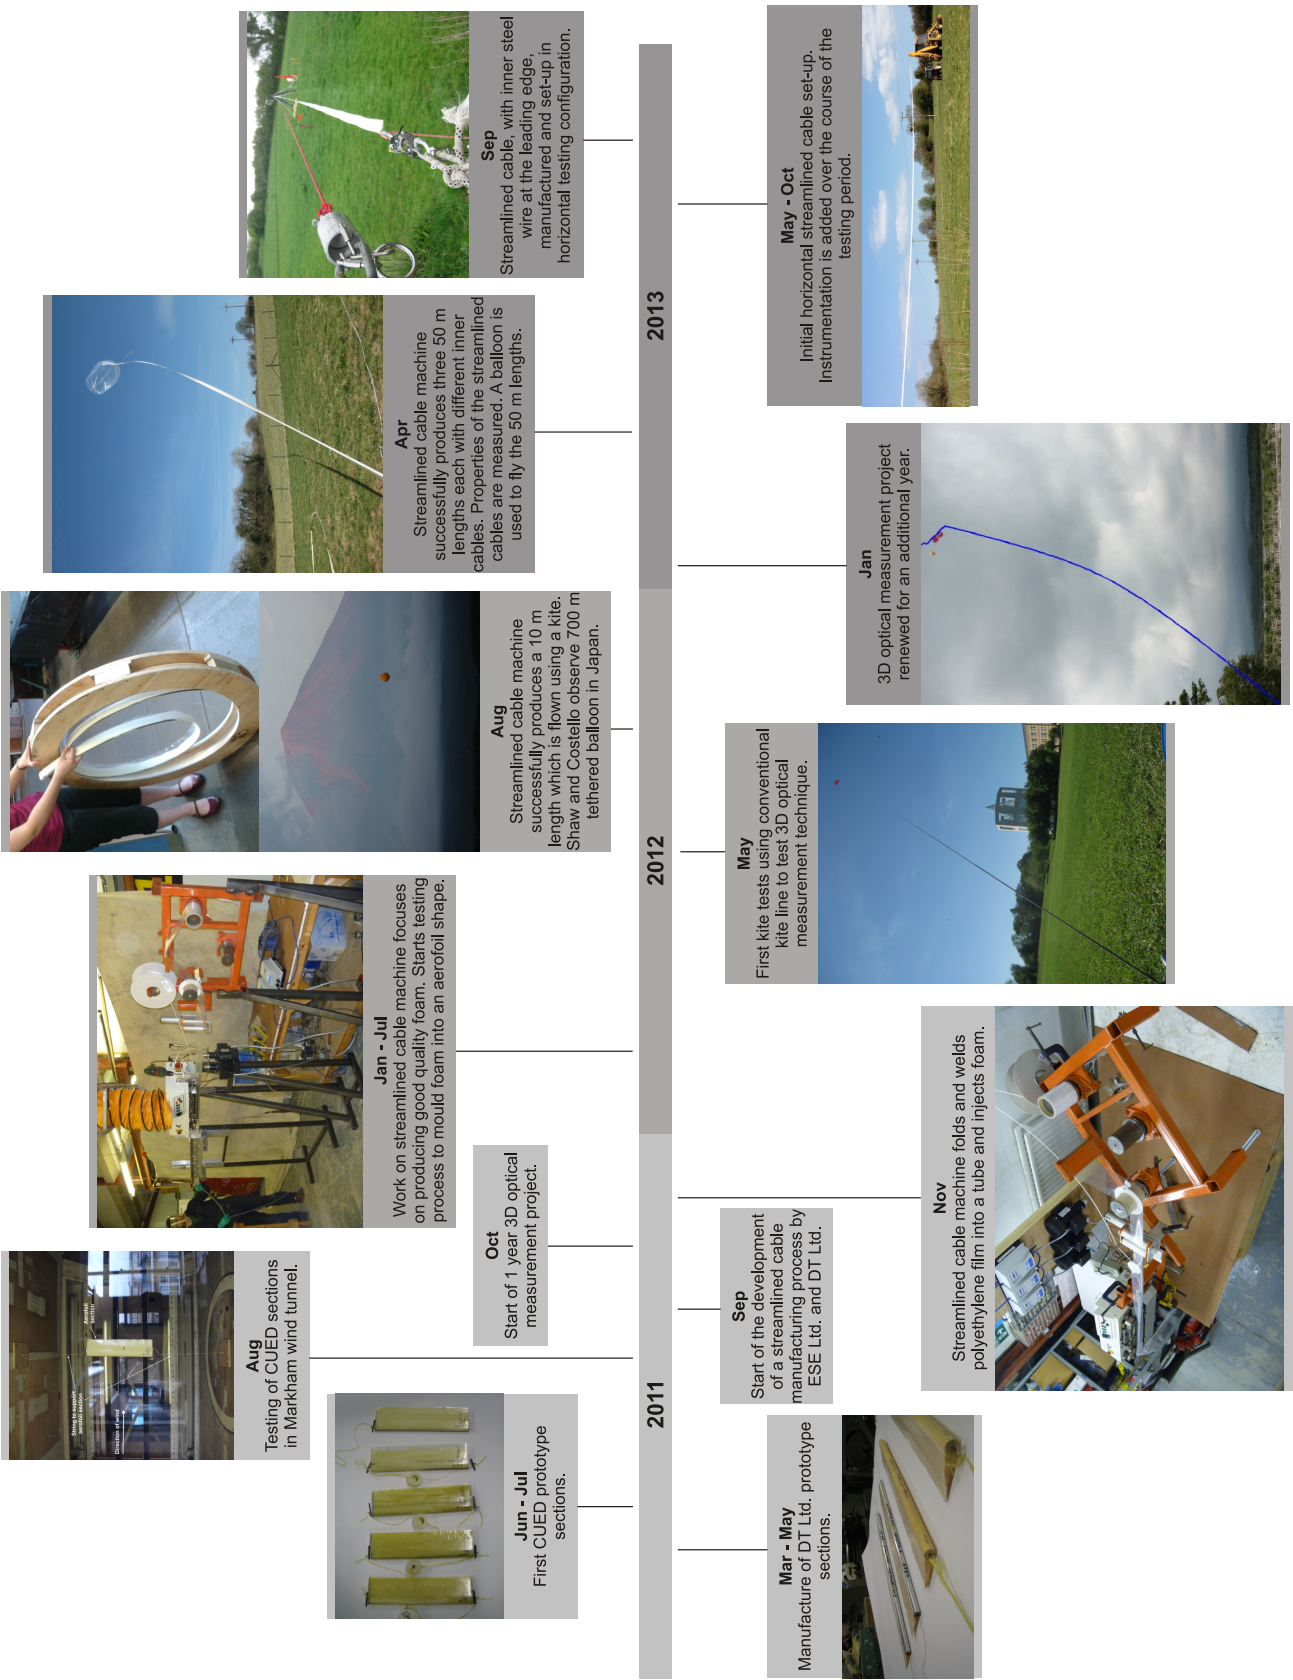 2011
2012
2013
Mar - May
Manufacture of DT Ltd. prototype
sections.
Jun - Jul
First CUED prototype
sections.
String to support
aerofoil section
Aerofoil
section
Direction of wind
Aug
Testing of CUED sections
in Markham wind tunnel.
Sep
Start of the development
of a streamlined cable
manufacturing process by
ESE Ltd. and DT Ltd.
Oct
Start of 1 year 3D optical
measurement project.
Nov
Streamlined cable machine folds and welds
polyethylene film into a tube and injects foam.
Jan - Jul
Work on streamlined cable machine focuses
on producing good quality foam. Starts testing
process to mould foam into an aerofoil shape.
May
First kite tests using conventional
kite line to test 3D optical
measurement technique.
Aug
Streamlined cable machine
successfully produces a 10 m
length which is flown using a kite.
Shaw and Costello observe 700 m
tethered balloon in Japan.
Jan
3D optical measurement project
renewed for an additional year.
Apr
Streamlined cable machine
successfully produces three 50 m
lengths each with different inner
cables. Properties of the streamlined
cables are measured. A balloon is
used to fly the 50 m lengths.
May - Oct
Initial horizontal streamlined cable set-up.
Instrumentation is added over the course of the
testing period.
Sep
Streamlined cable, with inner steel
wire at the leading edge,
manufactured and set-up in
horizontal testing configuration.